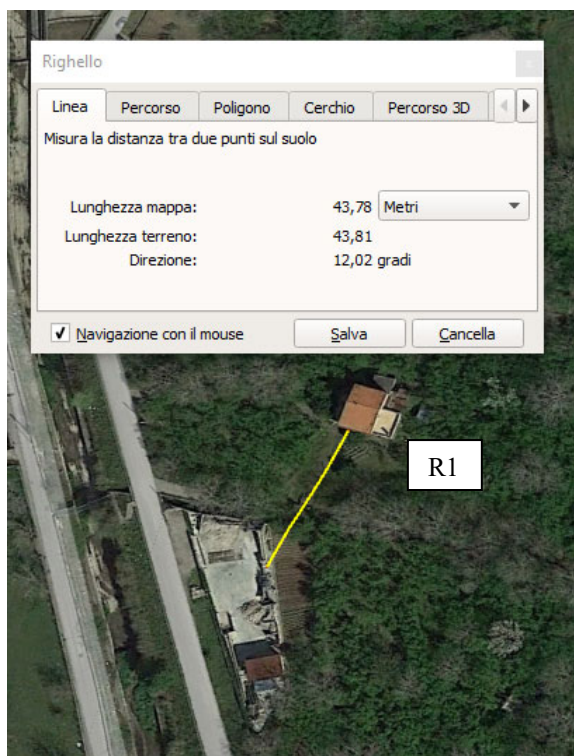 Righello
Linea Percorso Poligono Cerchio Percorso 3D
Misura la distanza tra due punti sul suolo
Lunghezza mappa: 43,78 Metri
Lunghezza terreno: 43,81
Direzione: 12,02 gradi
Navigazione con il mouse Salva Cancella
R1